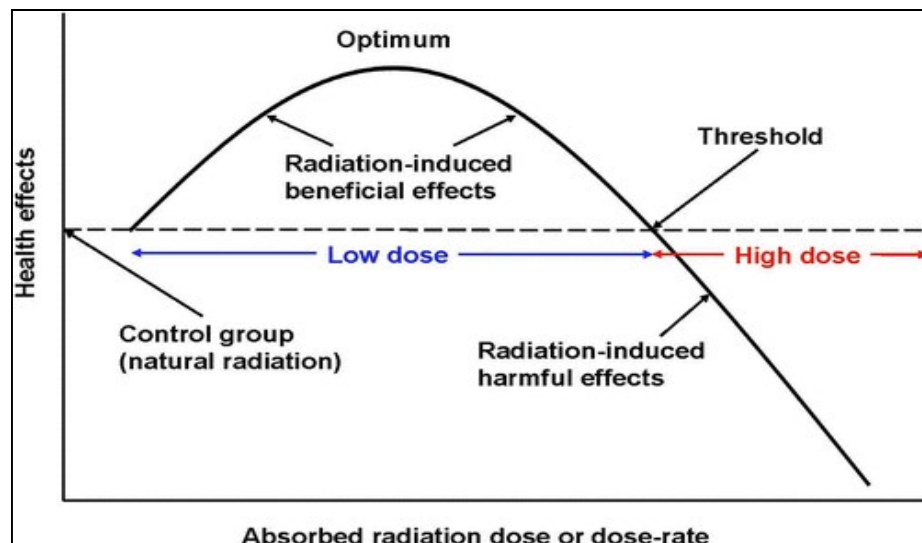 Optimum
Threshold
Radiation-induced
beneficial effects
Health effects
Low dose
High dose
Control group
(natural radiation)
Radiation-induced
harmful effects
Absorbed radiation dose or dose-rate